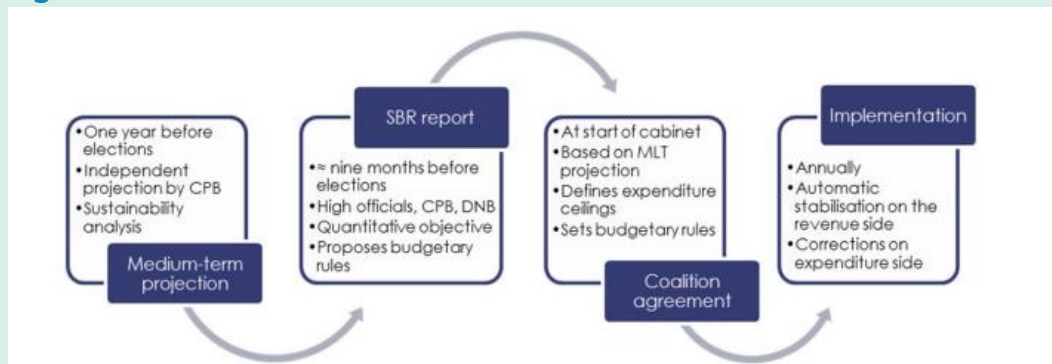 •One year before
elections
•Independent
projection by CPB
•Sustainability
analysis
Medium-term
projection
SBR report
•≈ nine months before
elections
•High officials, CPB, DNB
•Quantitative objective
•Proposes budgetary
rules
•At start of cabinet
•Based on MLT
projection
•Defines expenditure
ceilings
•Sets budgetary rules
Coalition
agreement
Implementation
•Annually
•Automatic
stabilisation on the
revenue side
•Corrections on
expenditure side